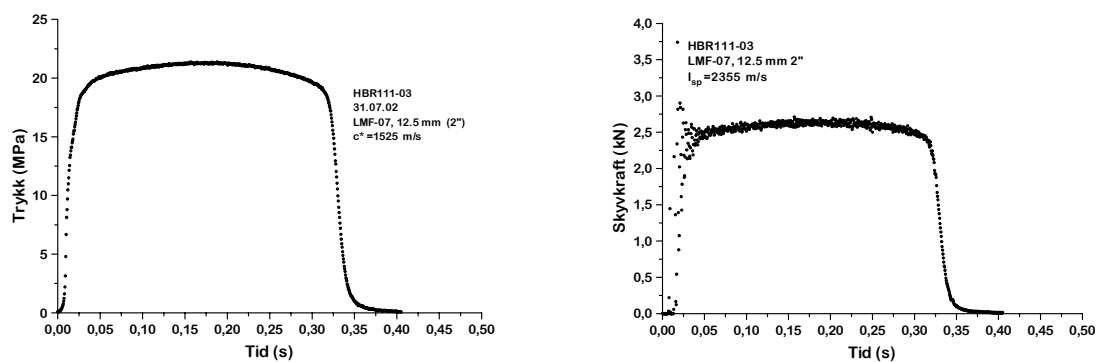 25
20
15
10
5
0
Trykk (MPa)
HBR111-03
31.07.02
LMF-07, 12.5 mm (2")
c* =1525 m/s
0,00 0,05 0,10 0,15 0,20 0,25 0,30 0,35 0,40 0,45 0,50
Tid (s)
4,0
3,5
3,0
2,5
2,0
1,5
1,0
0,5
0,0
Skyvkraft (kN)
HBR111-03
LMF-07, 12.5 mm 2"
Isp =2355 m/s
0,00 0,05 0,10 0,15 0,20 0,25 0,30 0,35 0,40 0,45 0,50
Tid (s)